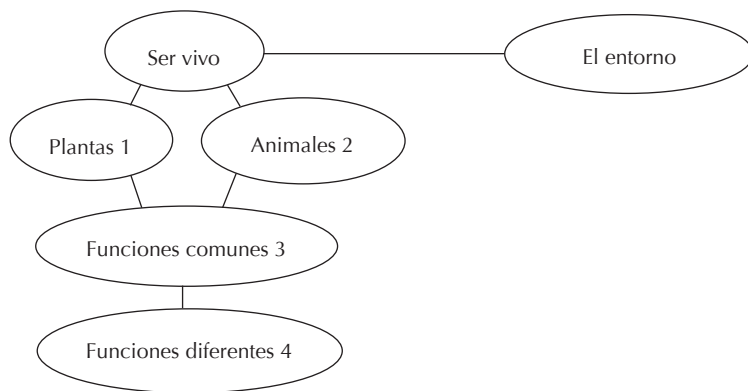 Ser vivo
El entorno
Plantas 1
Animales 2
Funciones comunes 3
Funciones diferentes 4